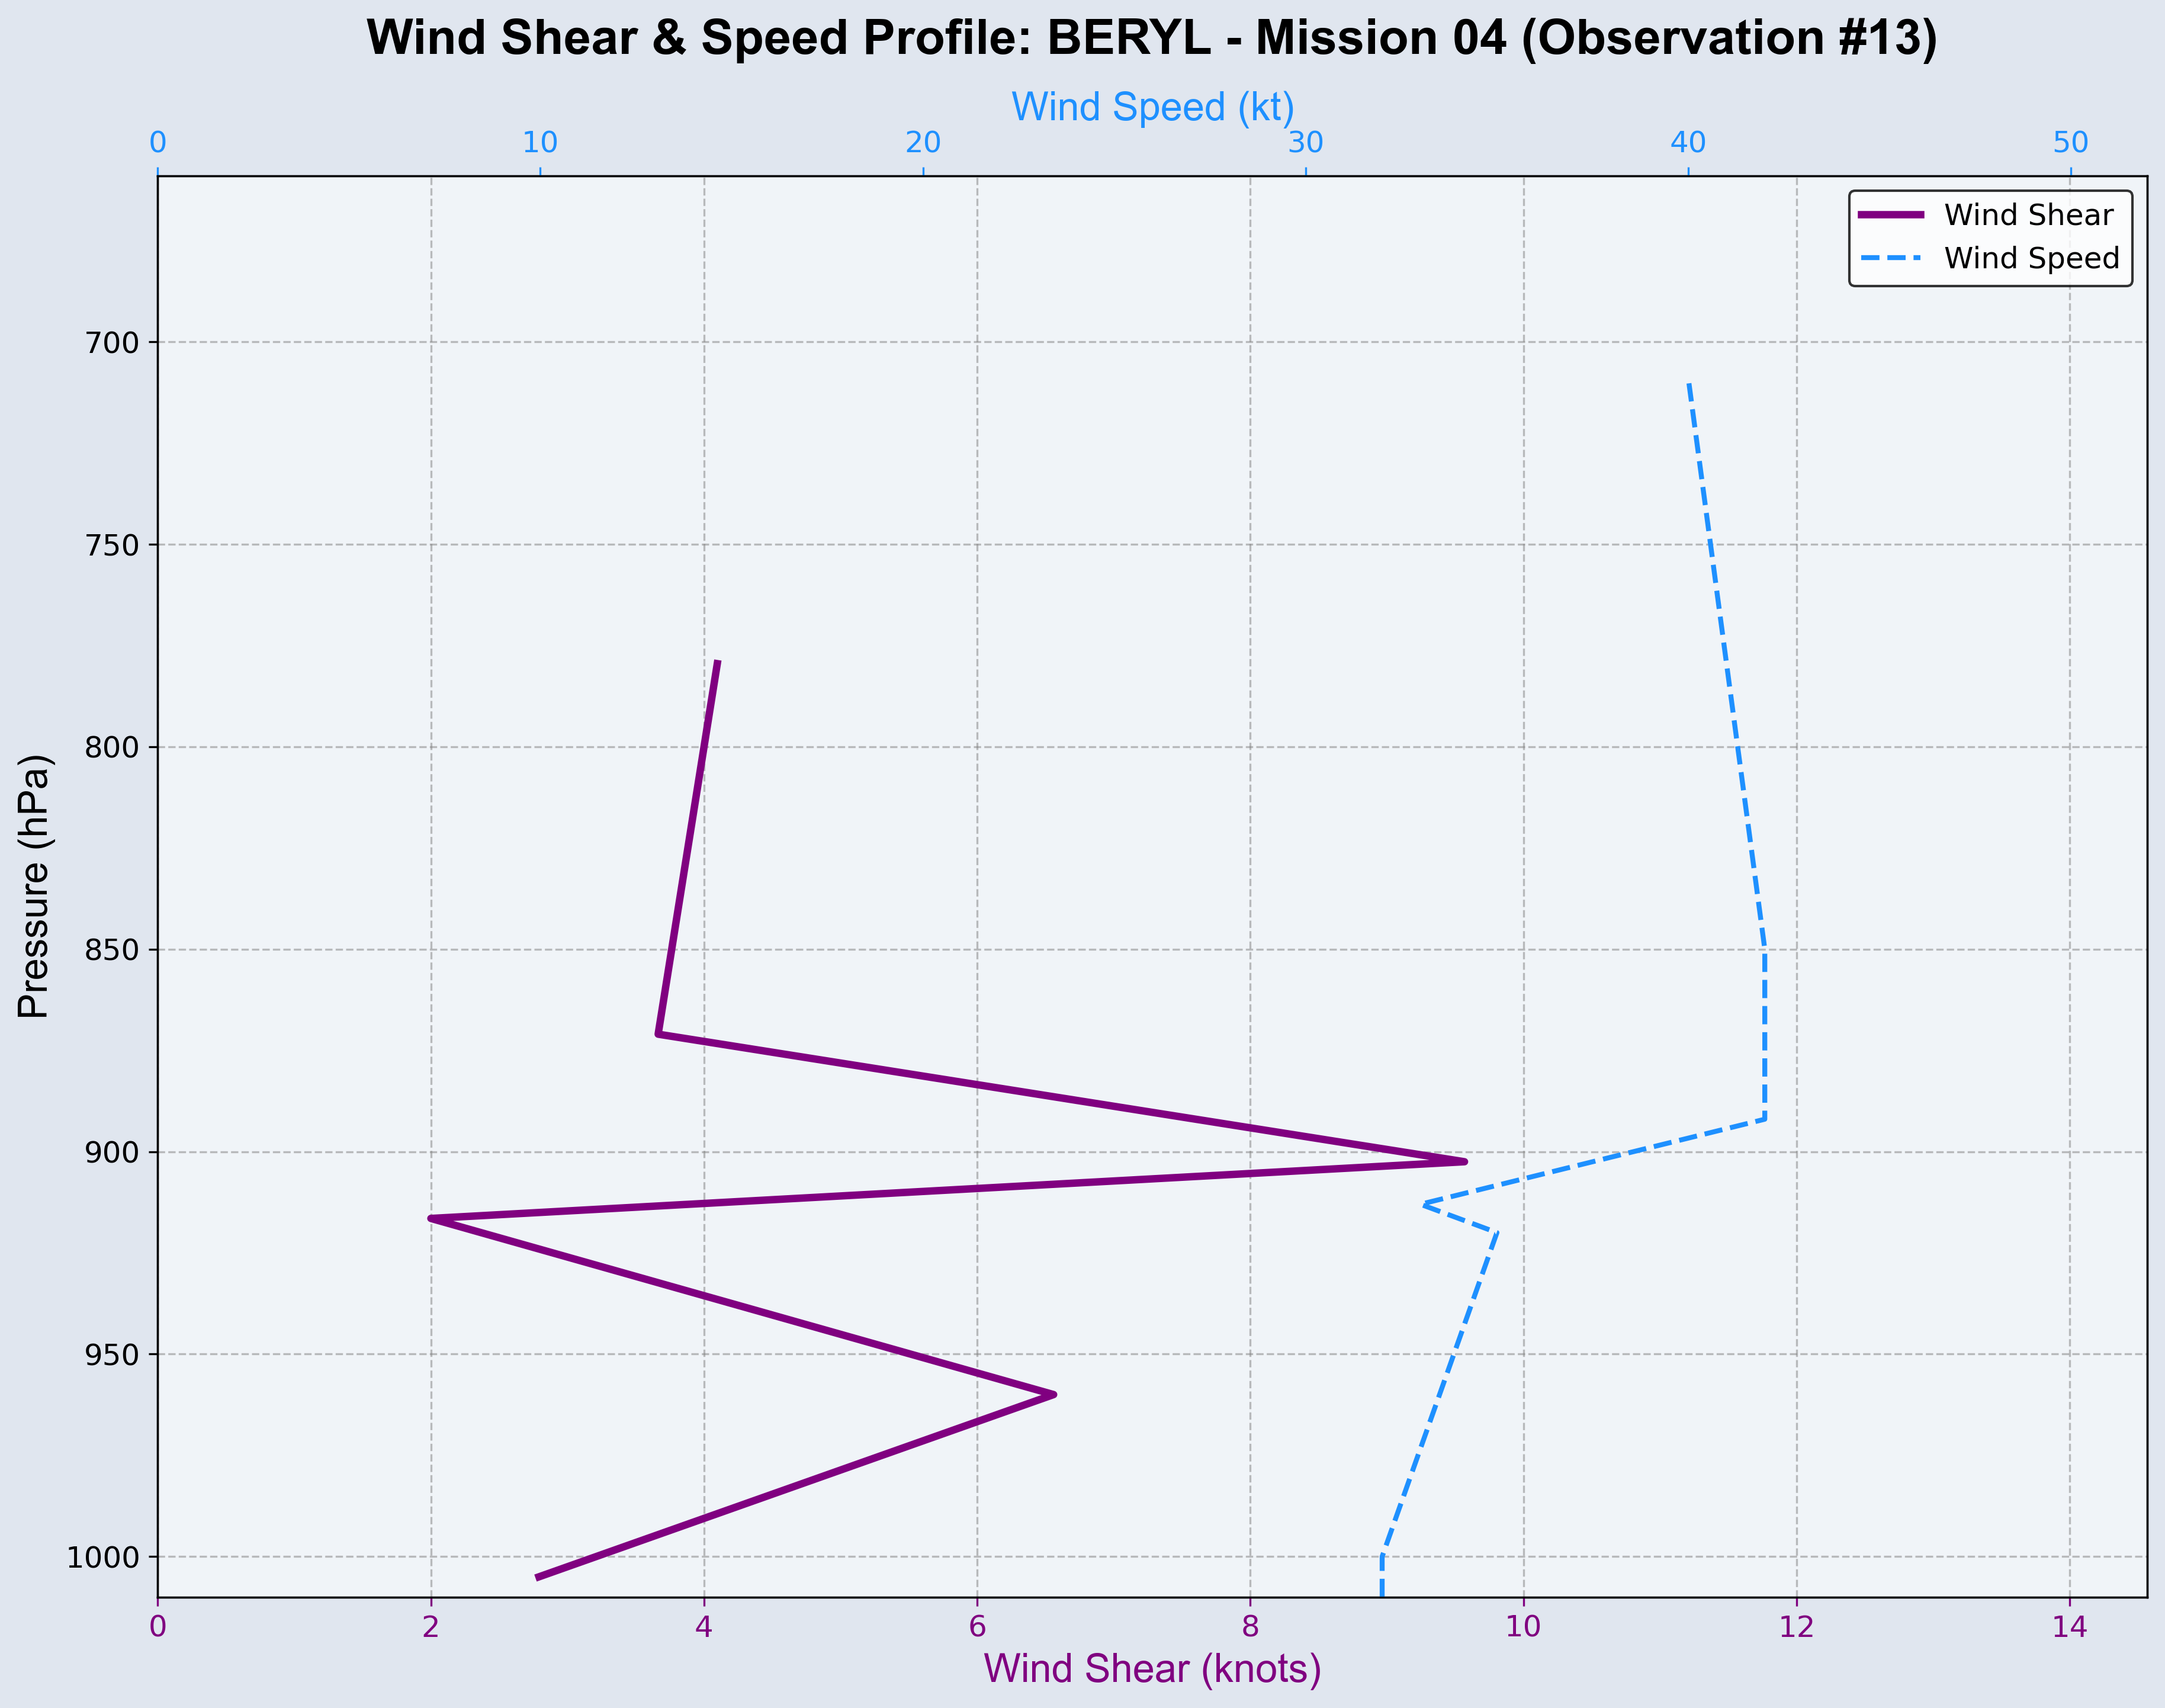 Wind Shear & Speed Profile: BERYL - Mission 04 (Observation #13)
Wind Speed (kt)
0 10 20 30 40 50
Wind Shear
Wind Speed
700
750
800
850
900
950
1000
Pressure (hPa)
0 2 4 6 8 10 12 14
Wind Shear (knots)